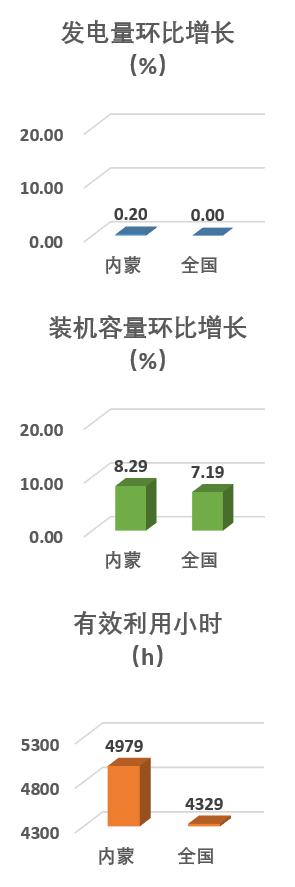 发电量环比增长
(%)
20.00
10.00
0.00
0.20
0.00
内蒙
全国
装机容量环比增长
(%)
20.00
10.00
0.00
8.29
7.19
内蒙
全国
有效利用小时
(h)
5300
4800
4300
4979
4329
内蒙
全国